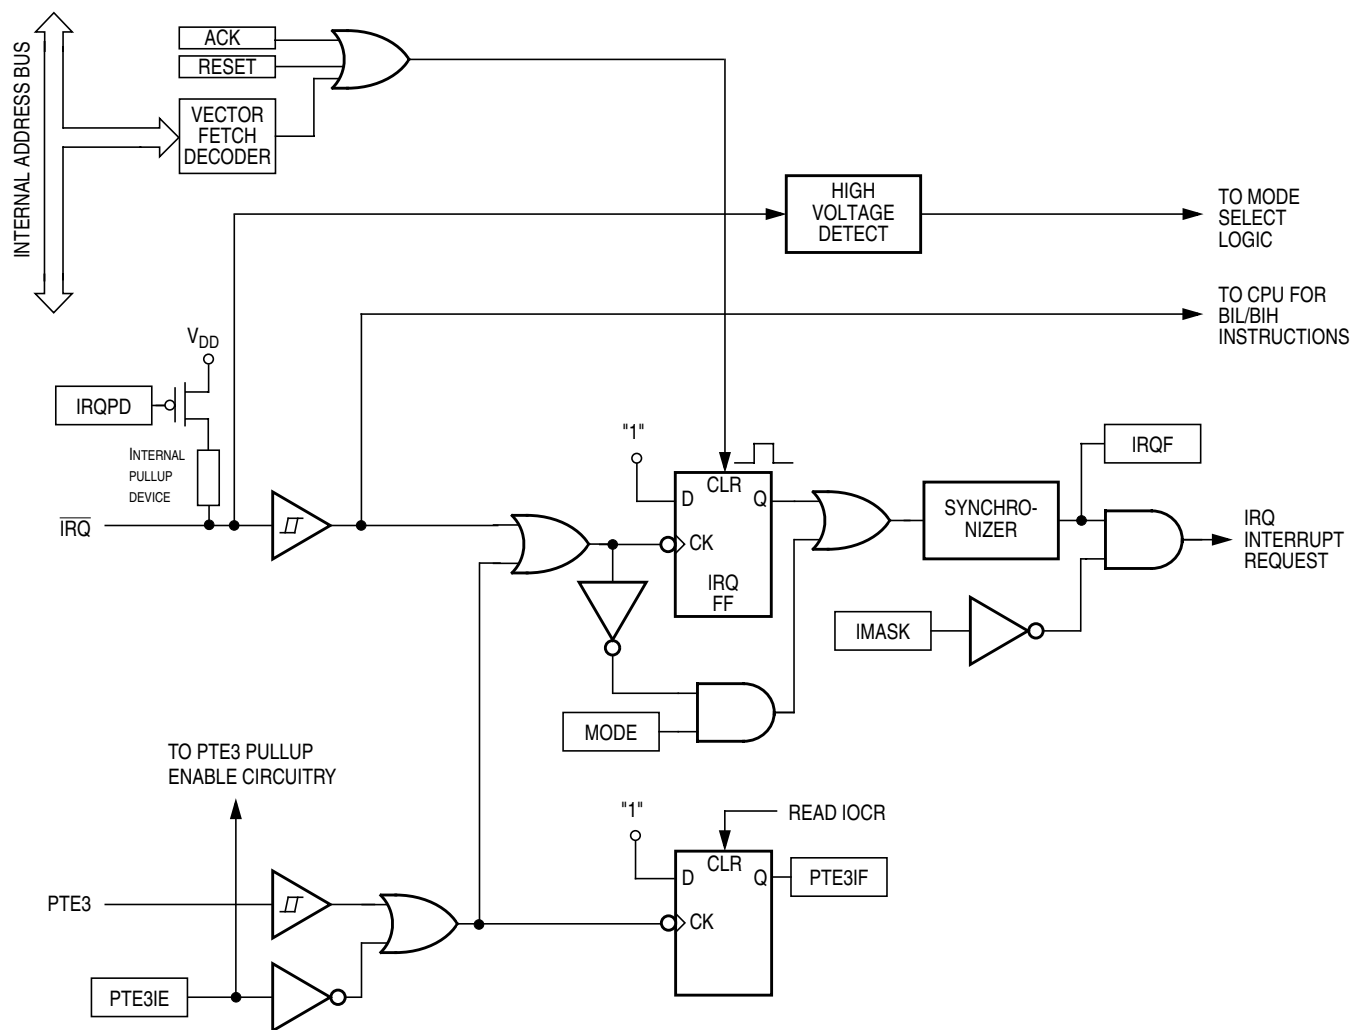 INTERNAL ADDRESS BUS
ACK
RESET
VECTOR
FETCH
DECODER
HIGH
VOLTAGE
DETECT
TO MODE
SELECT
LOGIC
TO CPU FOR
BIL/BIH
INSTRUCTIONS
VDD
IRQPD
INTERNAL
PULLUP
DEVICE
IRQ
"1"
D
CLR
Q
CK
IRQ
FF
SYNCHRO-
NIZER
IRQF
IRQ
INTERRUPT
REQUEST
IMASK
MODE
TO PTE3 PULLUP
ENABLE CIRCUITRY
"1"
READ IOCR
D
CLR
Q
CK
PTE3IF
PTE3
PTE3IE